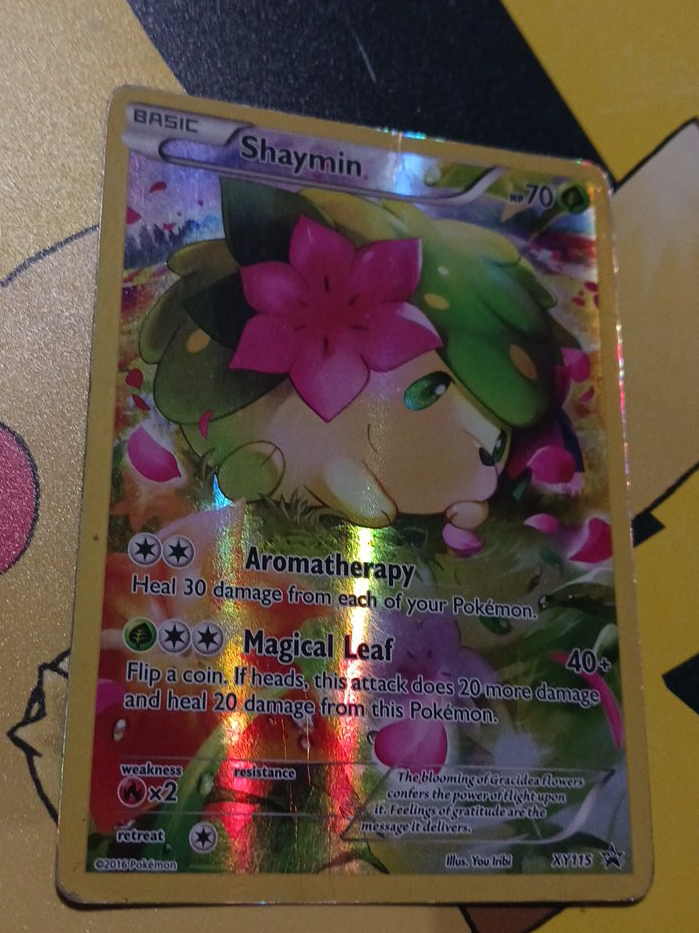 BASIC
Shaymin
HP70
Aromatherapy
Heal 30 damage from each of your Pokémon.
Magical Leaf 40+
Flip a coin. If heads, this attack does 20 more damage
and heal 20 damage from this Pokémon.
weakness resistance
×2
The blooming of Gracidea flowers
confers the power of flight upon
it. Feelings of gratitude are the
message it delivers.
retreat
©2016 Pokémon Illus. You Iribi XY115